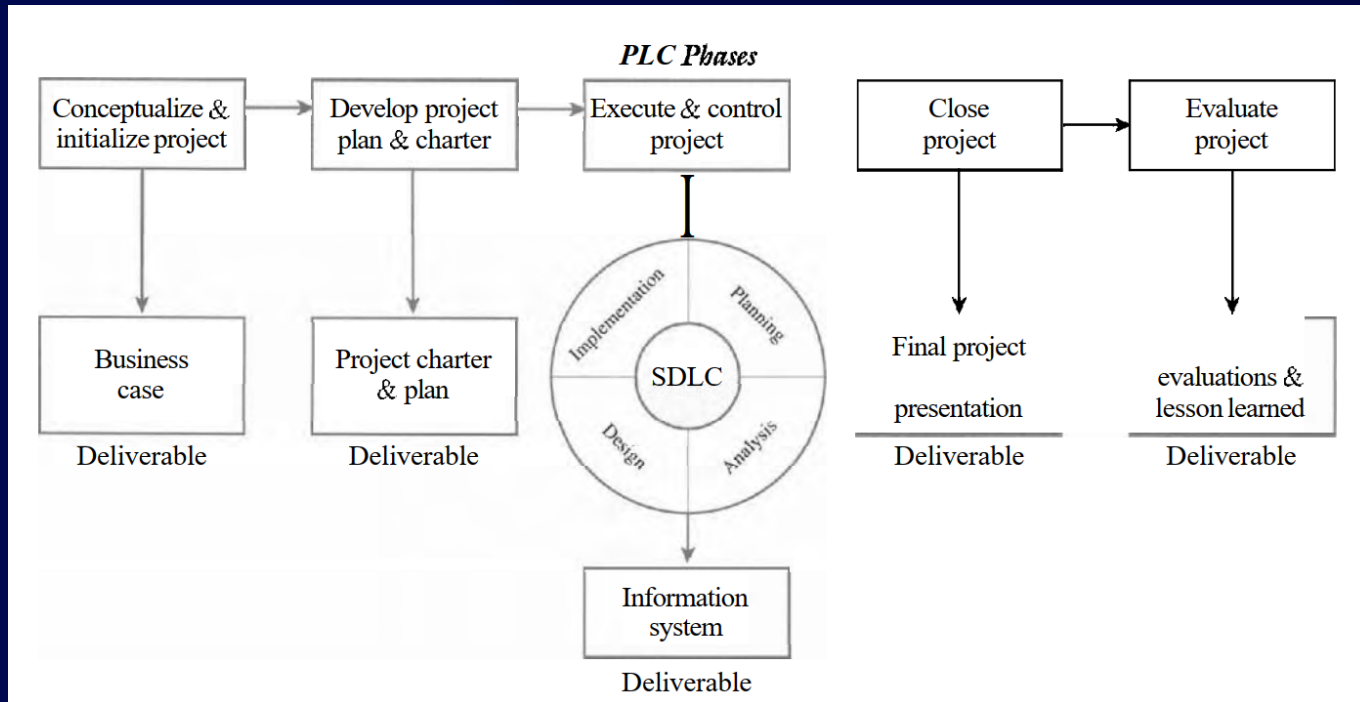 PLC Phases
Conceptualize &
initialize project
Develop project
plan & charter
Execute & control
project
Close
project
Evaluate
project
Implementation
Planning
SDLC
Design
Analysis
Business
case
Deliverable
Project charter
& plan
Deliverable
Final project
presentation
Deliverable
evaluations &
lesson learned
Deliverable
Information
system
Deliverable